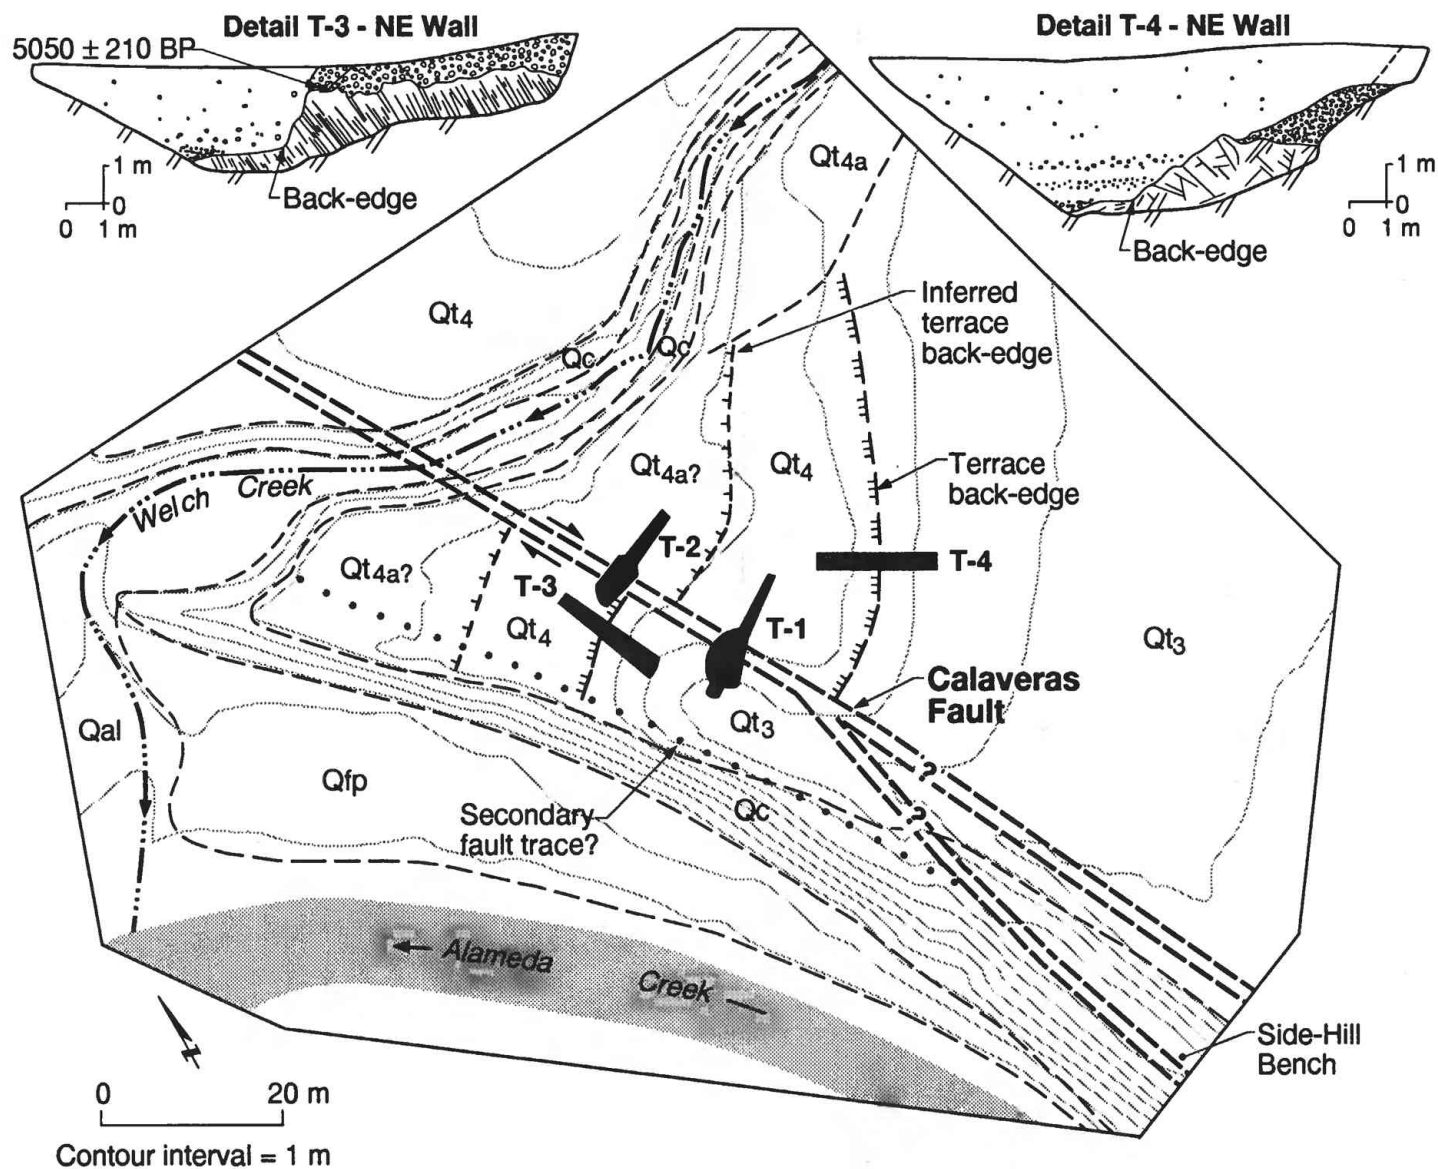 Detail T-3 - NE Wall
5050 ± 210 BP
1 m
0
0 1 m
Back-edge
Detail T-4 - NE Wall
1 m
0
0 1 m
Back-edge
Qt4a
Inferred
terrace
back-edge
Qt4
Qc
Qc
Qt4a?
Qt4
Terrace
back-edge
Welch Creek
T-2
T-4
Qt4a?
T-3
Qt4
T-1
Qt3
Calaveras
Fault
Qt3
Qal
Qfp
?
Secondary
fault trace?
Qc
?
Alameda
Creek
Side-Hill
Bench
0 20 m
Contour interval = 1 m